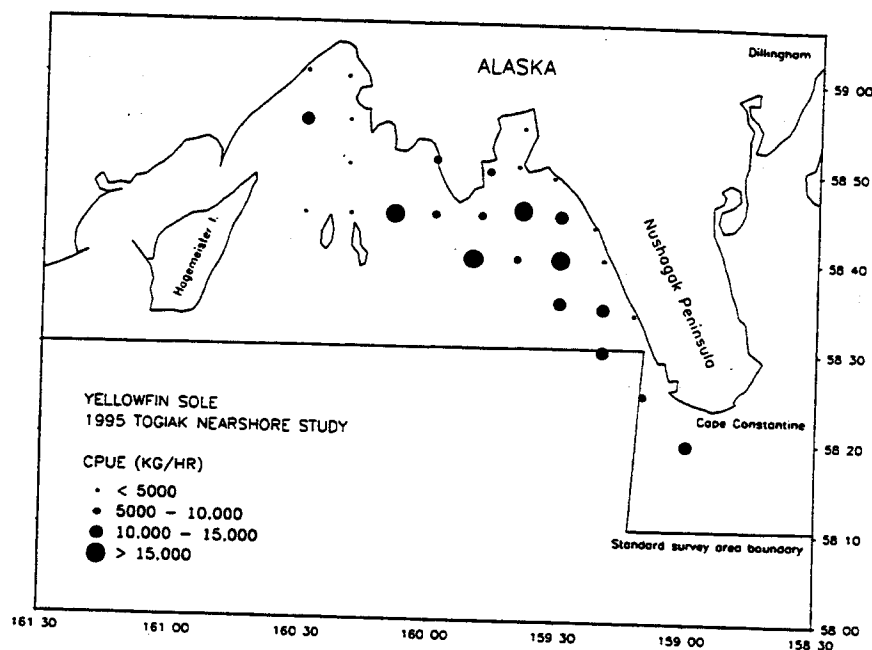 ALASKA
Dillingham
Hagemeister I.
Nushagak Peninsula
Cape Constantine
Standard survey area boundary
YELLOWFIN SOLE
1995 TOGIAK NEARSHORE STUDY
CPUE (KG/HR)
< 5000
5000 - 10.000
10.000 - 15.000
> 15.000
59 00
58 50
58 40
58 30
58 20
58 10
58 00
161 30
161 00
160 30
160 00
159 30
159 00
158 30